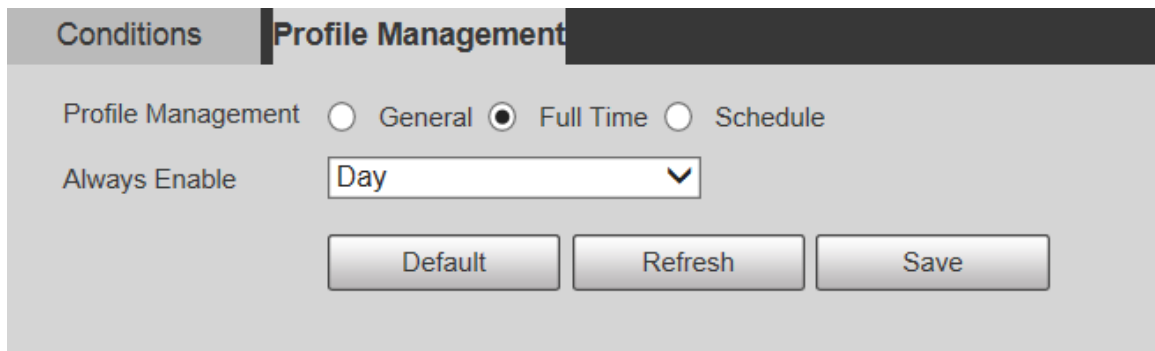 Conditions Profile Management
Profile Management General Full Time Schedule
Always Enable Day
Default Refresh Save